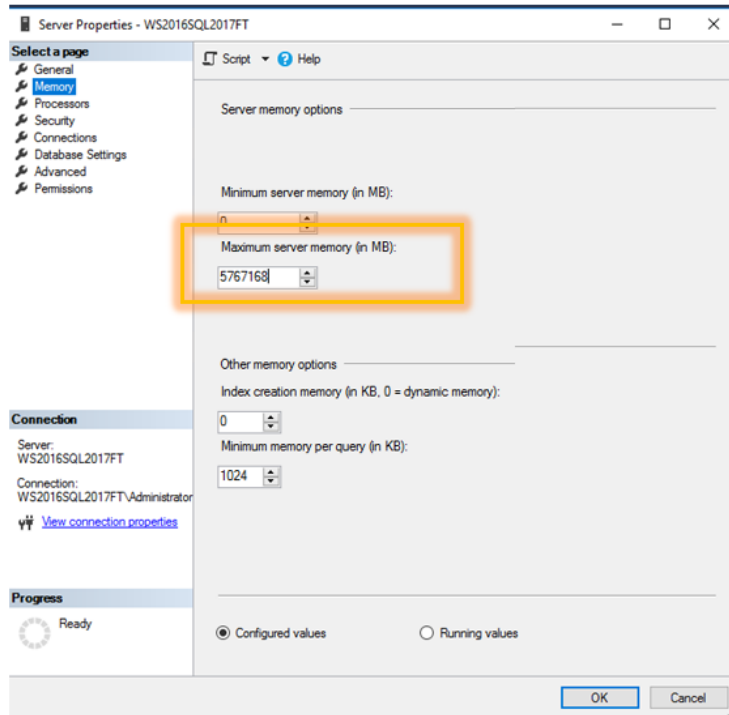 Server Properties - WS2016SQL2017FT
Select a page
General
Memory
Processors
Security
Connections
Database Settings
Advanced
Permissions
Script
Help
Server memory options
Minimum server memory (in MB):
0
Maximum server memory (in MB):
5767168
Other memory options
Index creation memory (in KB, 0 = dynamic memory):
0
Minimum memory per query (in KB):
1024
Connection
Server:
WS2016SQL2017FT
Connection:
WS2016SQL2017FT\Administrator
View connection properties
Progress
Ready
Configured values
Running values
OK
Cancel